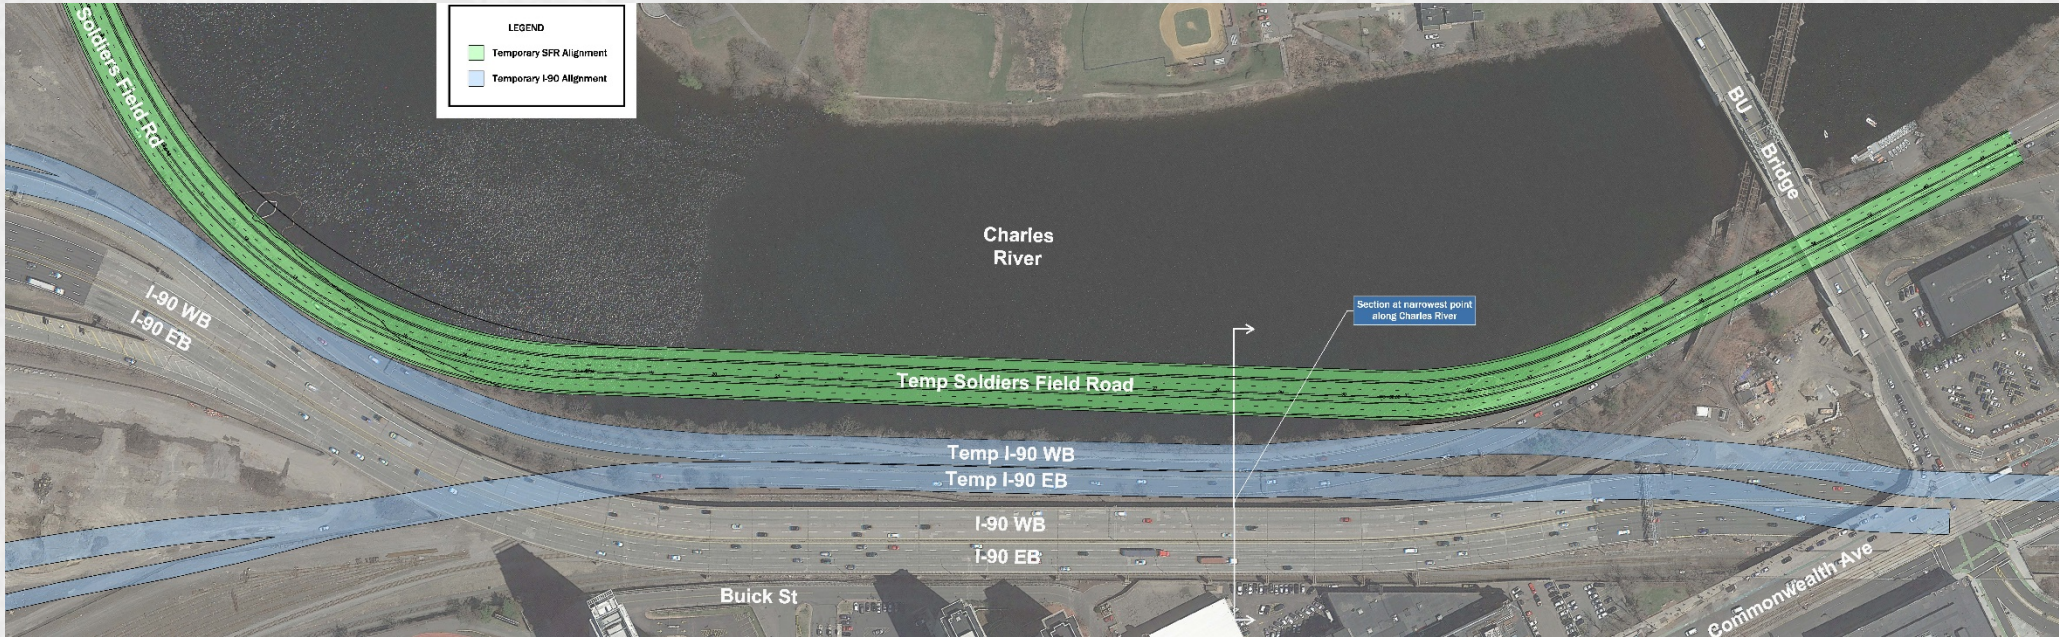 LEGEND
Temporary SFR Alignment
Temporary I-90 Alignment
Soldiers Field Rd
BU Bridge
Charles
River
I-90 WB
I-90 EB
Section at narrowest point
along Charles River
Temp Soldiers Field Road
Temp I-90 WB
Temp I-90 EB
I-90 WB
I-90 EB
Buick St
Commonwealth Ave